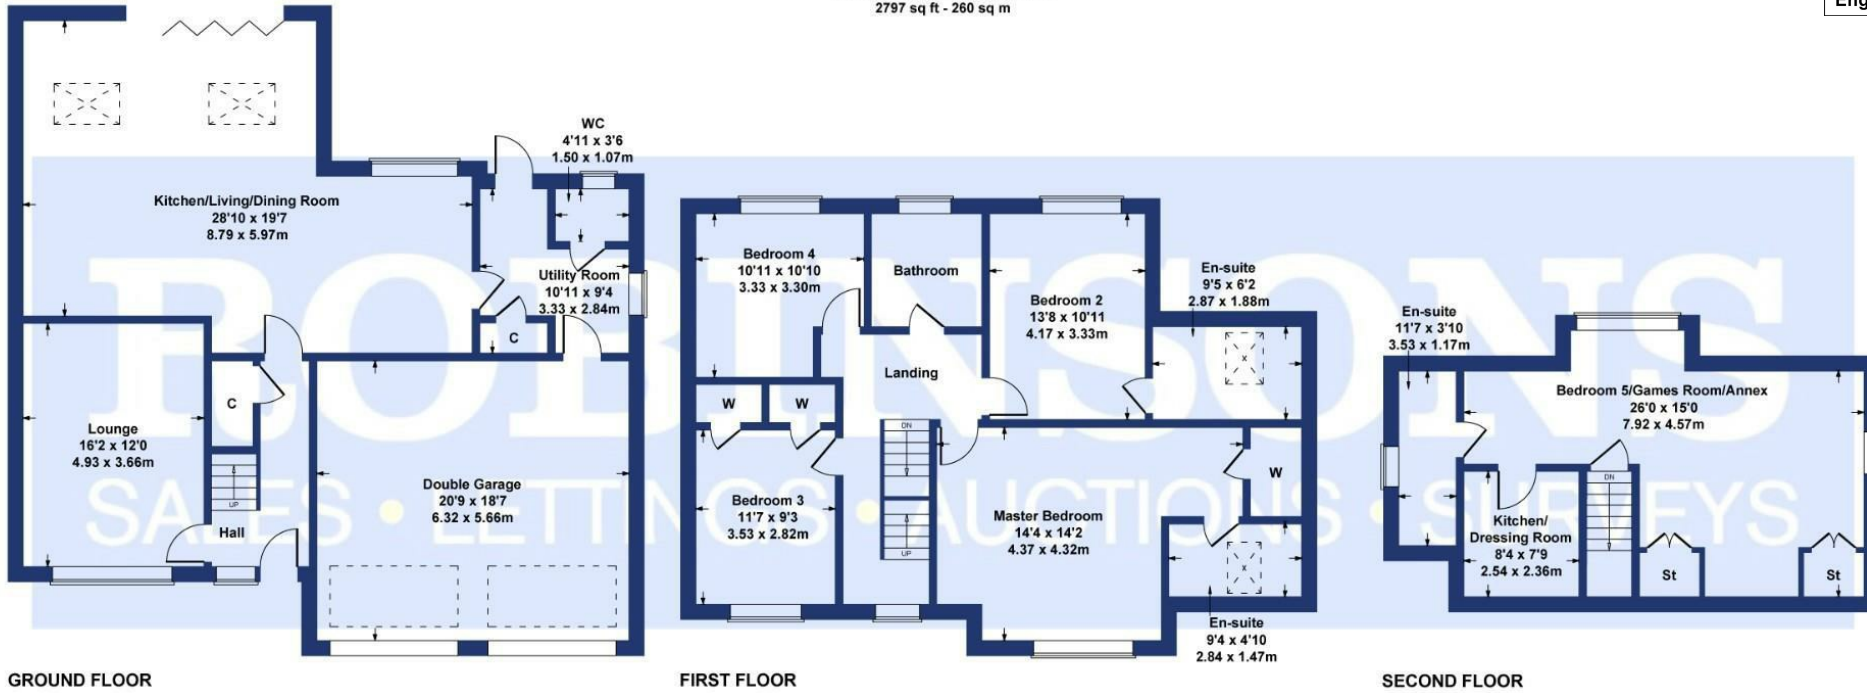 2797 sq ft - 260 sq m
Eng
WC
4'11 x 3'6
1.50 x 1.07m
Kitchen/Living/Dining Room
28'10 x 19'7
8.79 x 5.97m
Utility Room
10'11 x 9'4
3.33 x 2.84m
C
C
Lounge
16'2 x 12'0
4.93 x 3.66m
UP
Hall
Double Garage
20'9 x 18'7
6.32 x 5.66m
GROUND FLOOR
Bedroom 4
10'11 x 10'10
3.33 x 3.30m
Bathroom
Bedroom 2
13'8 x 10'11
4.17 x 3.33m
En-suite
9'5 x 6'2
2.87 x 1.88m
x
Landing
W
W
DN
UP
Bedroom 3
11'7 x 9'3
3.53 x 2.82m
Master Bedroom
14'4 x 14'2
4.37 x 4.32m
W
x
En-suite
9'4 x 4'10
2.84 x 1.47m
FIRST FLOOR
En-suite
11'7 x 3'10
3.53 x 1.17m
Bedroom 5/Games Room/Annex
26'0 x 15'0
7.92 x 4.57m
DN
Kitchen/
Dressing Room
8'4 x 7'9
2.54 x 2.36m
St
St
SECOND FLOOR
ROBINSONS
SALES • LETTINGS • AUCTIONS • SURVEYS